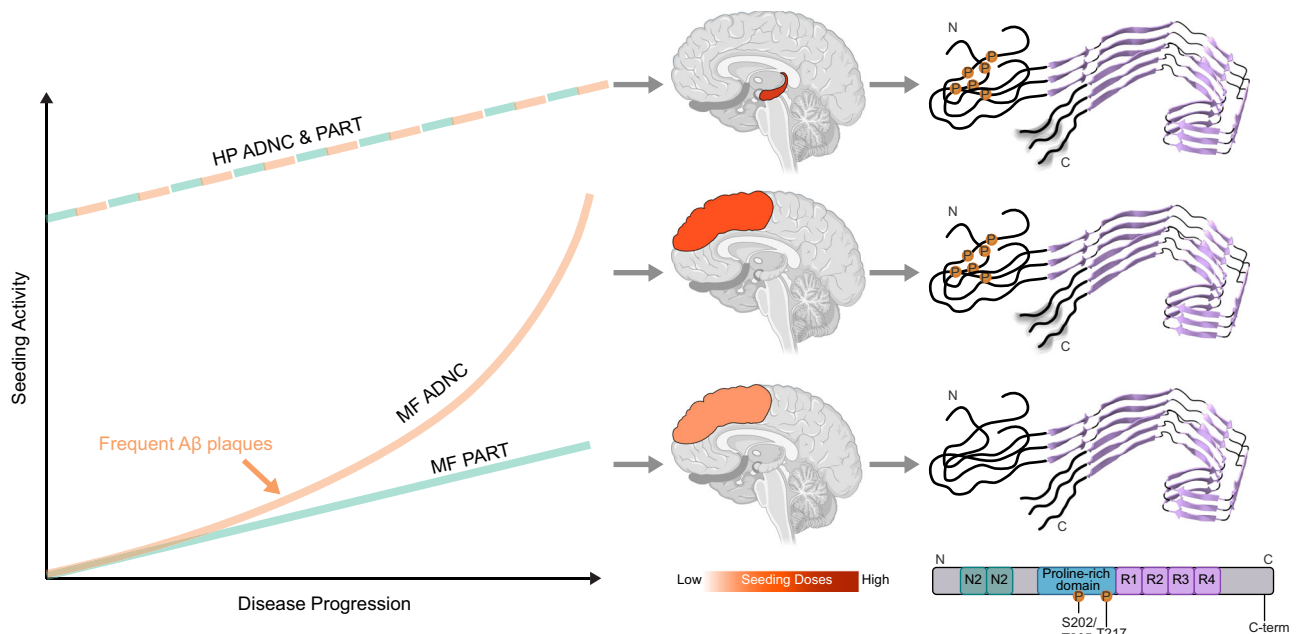 HP ADNC & PART
MF ADNC
MF PART
Frequent Aβ plaques
Seeding Activity
Disease Progression
N
P
P
P
P
P
P
C
N
P
P
P
P
P
P
C
N
C
Low Seeding Doses High
N C
N2 N2 Proline-rich domain R1 R2 R3 R4
P P
S202/
T217
C-term